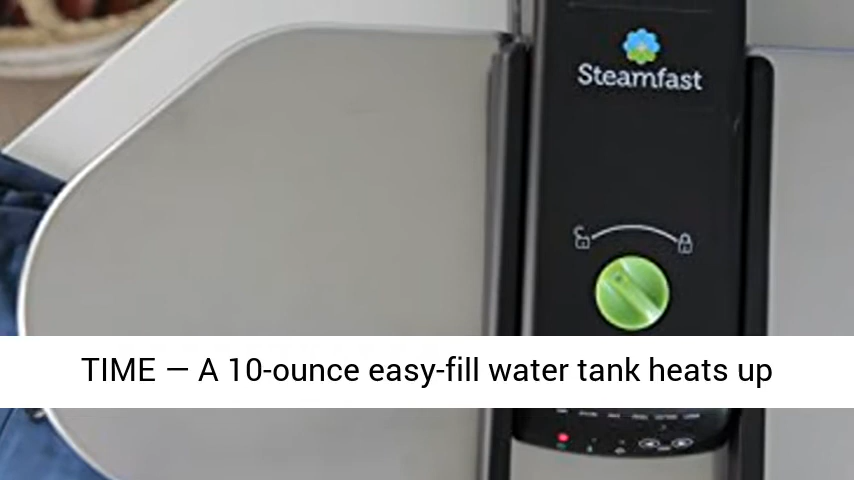 Steamfast
TIME — A 10-ounce easy-fill water tank heats up